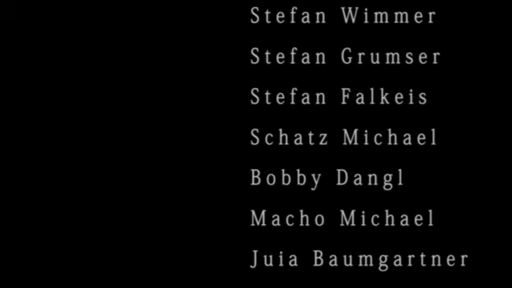 Stefan Wimmer
Stefan Grumser
Stefan Falkeis
Schatz Michael
Bobby Dangl
Macho Michael
Juia Baumgartner